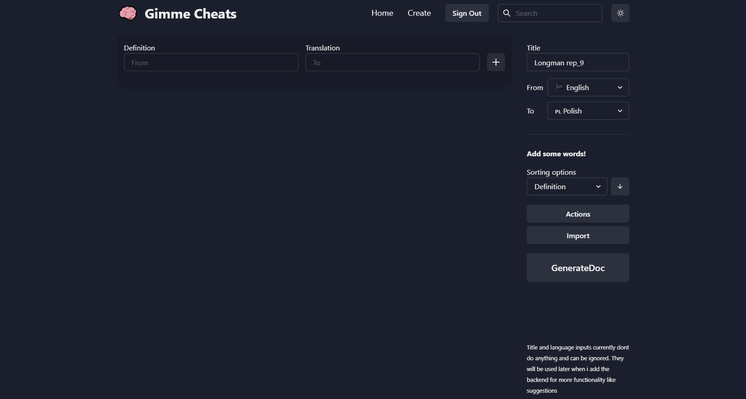 Gimme Cheats
Home Create Sign Out Search
Definition Translation
From To
Title
Longman rep_9
From English
To PL Polish
Add some words!
Sorting options
Definition
Actions
Import
GenerateDoc
Title and language inputs currently dont
do anything and can be ignored. They
will be used later when i add the
backend for more functionality like
suggestions